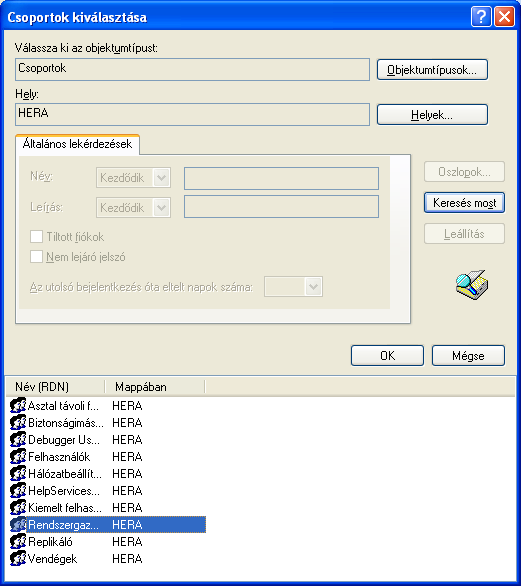 Csoportok kiválasztása
Válassza ki az objektumtípust:
Csoportok
Objektumtípusok...
Hely:
HERA
Helyek...
Általános lekérdezések
Név:
Kezdődik
Leírás:
Kezdődik
Tiltott fiókok
Nem lejáró jelszó
Az utolsó bejelentkezés óta eltelt napok száma:
Oszlopok...
Keresés most
Leállítás
OK
Mégse
Név (RDN) Mappában
Asztal távoli f... HERA
Biztonságimás... HERA
Debugger Us... HERA
Felhasználók HERA
Hálózatbeállít... HERA
HelpServices... HERA
Kiemelt felhas... HERA
Rendszergaz... HERA
Replikáló HERA
Vendégek HERA